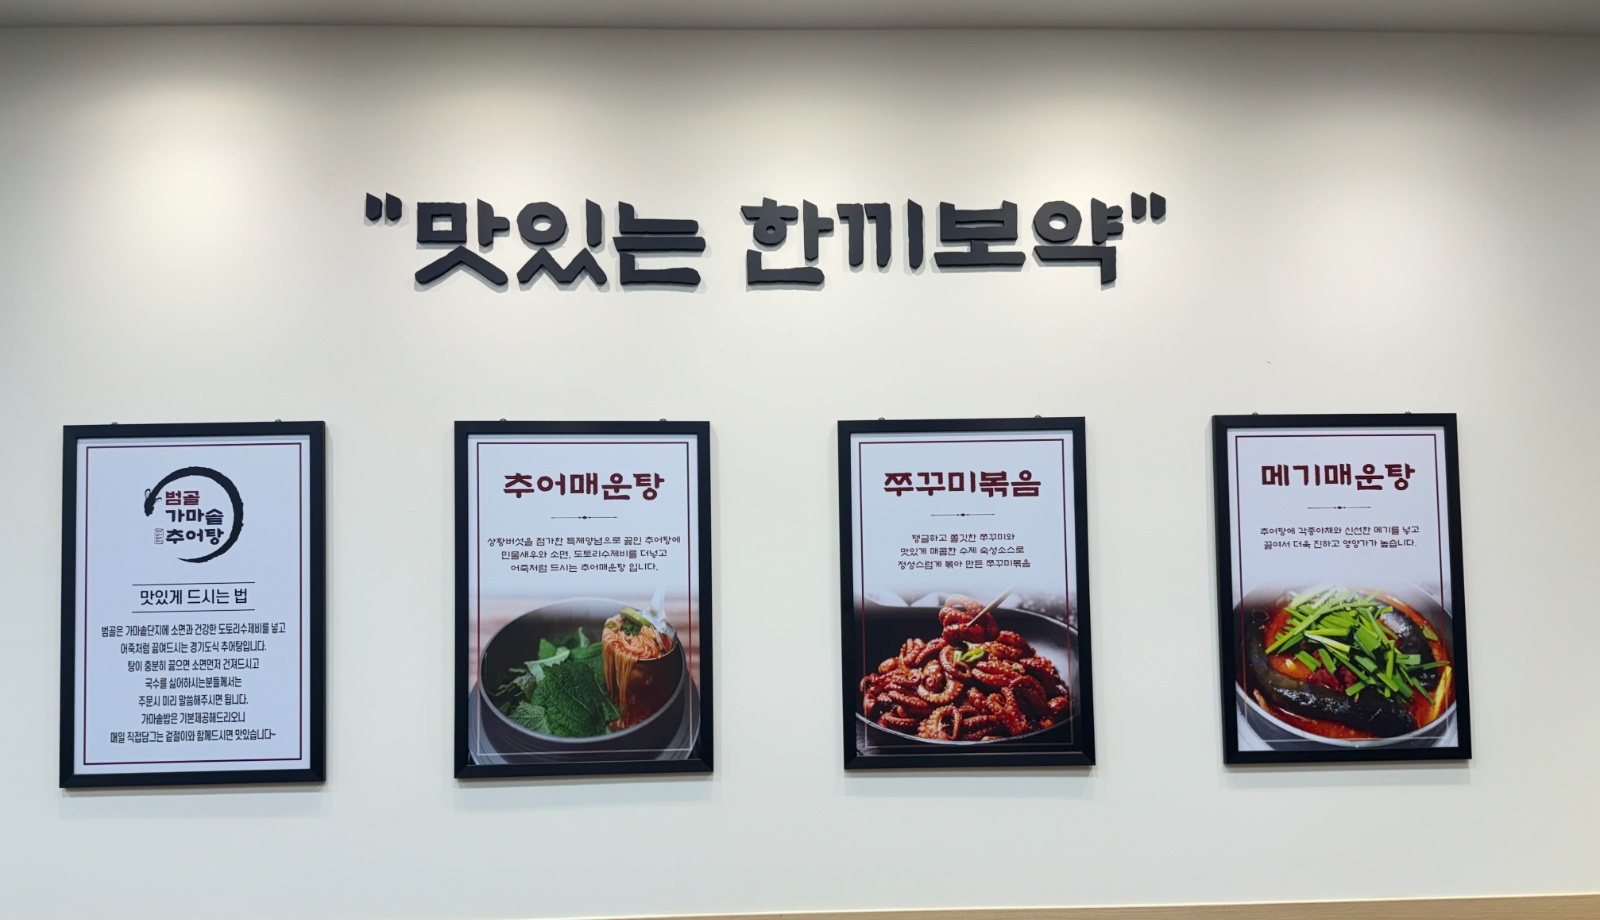 "맛있는 한끼보약"
범골
가마솥
추어탕
맛있게 드시는 법
범골은 가마솥단지에 소면과 건강한 도토리수제비를 넣고
어죽처럼 끓여드시는 경기도식 추어탕입니다.
탕이 충분히 끓으면 소면먼저 건져드시고
국수를 싫어하시는분들께서는
주문시 미리 말씀해주시면 됩니다.
가마솥밥은 기본제공해드리오니
매일 직접담그는 겉절이와 함께드시면 맛있습니다~
추어매운탕
상황버섯을 첨가한 특제양념으로 끓인 추어탕에
민물새우와 소면, 도토리수제비를 더넣고
어죽처럼 드시는 추어매운탕 입니다.
쭈꾸미볶음
탱글하고 쫄깃한 쭈꾸미와
맛있게 매콤한 수제 숙성소스로
정성스럽게 볶아 만든 쭈꾸미볶음
메기매운탕
추어탕에 각종야채와 신선한 메기를 넣고
끓여서 더욱 진하고 영양가가 높습니다.